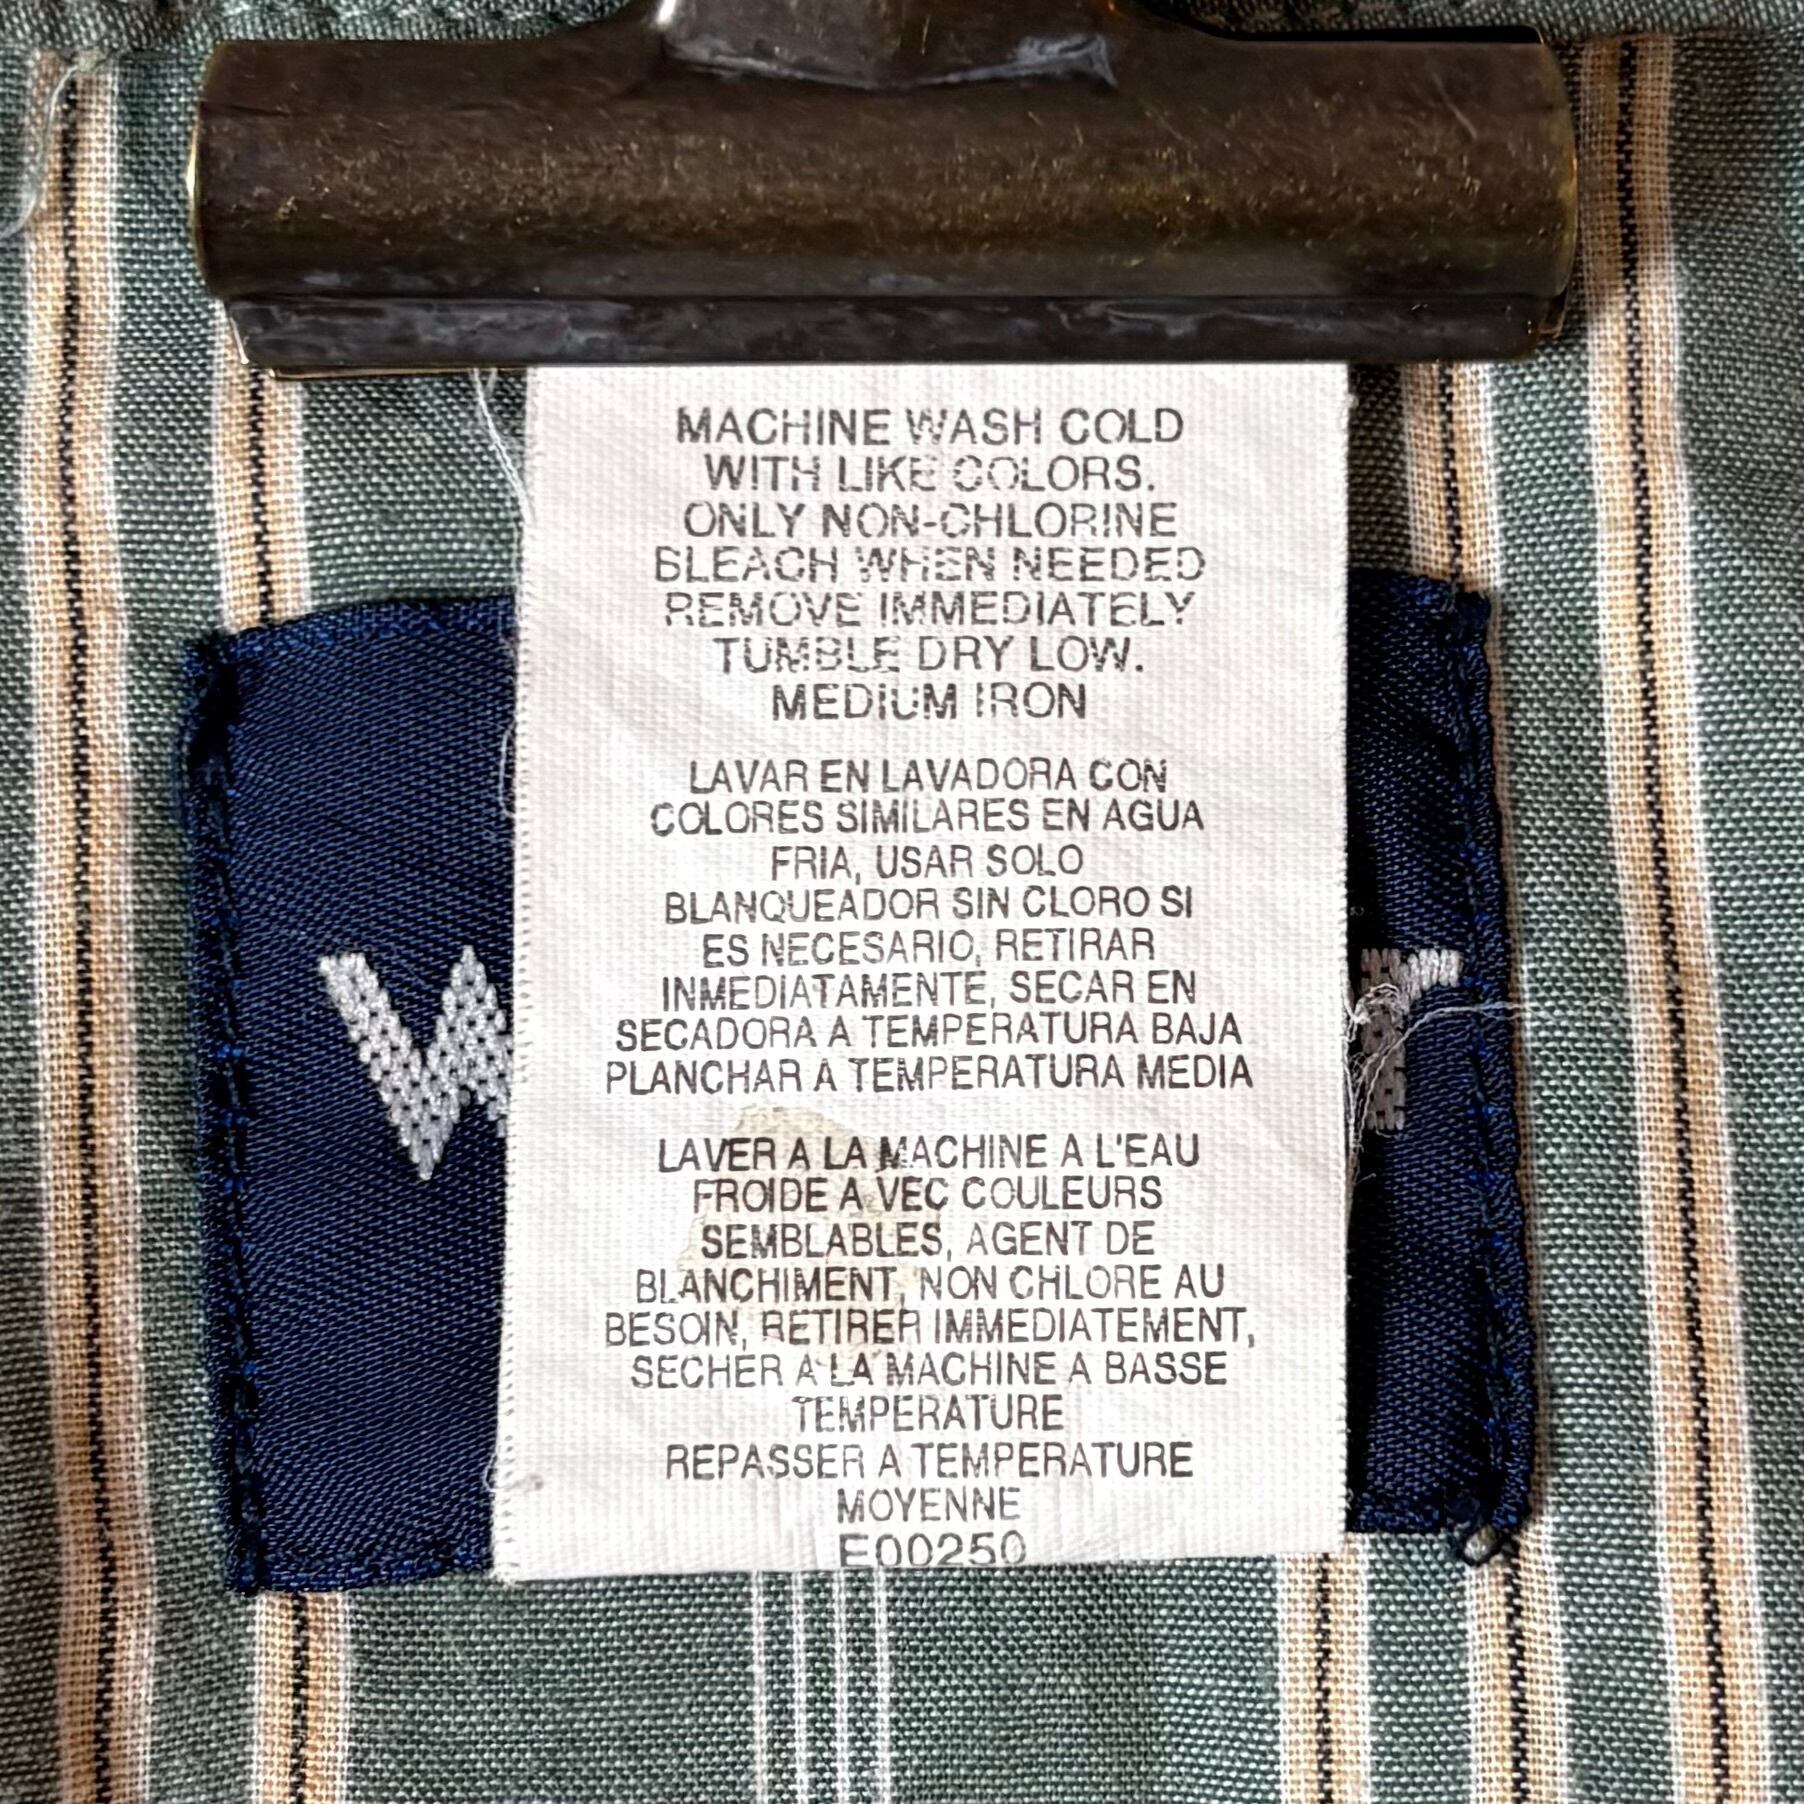 MACHINE WASH COLD
WITH LIKE COLORS.
ONLY NON-CHLORINE
BLEACH WHEN NEEDED
REMOVE IMMEDIATELY
TUMBLE DRY LOW.
MEDIUM IRON
LAVAR EN LAVADORA CON
COLORES SIMILARES EN AGUA
FRIA, USAR SOLO
BLANQUEADOR SIN CLORO SI
ES NECESARIO, RETIRAR
INMEDIATAMENTE, SECAR EN
SECADORA A TEMPERATURA BAJA
PLANCHAR A TEMPERATURA MEDIA
LAVER A LA MACHINE A L'EAU
FROIDE A VEC COULEURS
SEMBLABLES, AGENT DE
BLANCHIMENT, NON CHLORE AU
BESOIN, RETIRER IMMEDIATEMENT,
SECHER A LA MACHINE A BASSE
TEMPERATURE
REPASSER A TEMPERATURE
MOYENNE
E00250